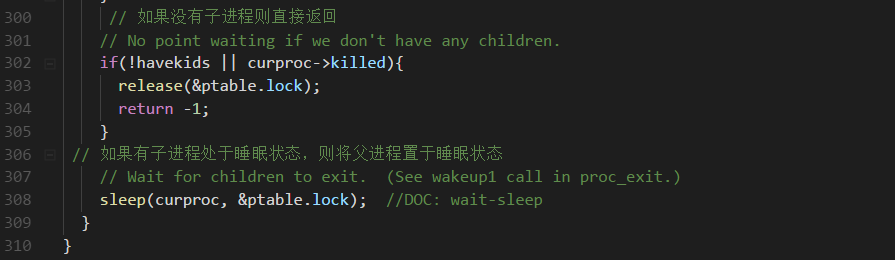 300 // 如果没有子进程则直接返回
301 // No point waiting if we don't have any children.
302 if(!havekids || curproc->killed){
303 release(&ptable.lock);
304 return -1;
305 }
306 // 如果有子进程处于睡眠状态，则将父进程置于睡眠状态
307 // Wait for children to exit.  (See wakeup1 call in proc_exit.)
308 sleep(curproc, &ptable.lock);  //DOC: wait-sleep
309 }
310 }